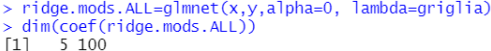 > ridge.mods.ALL=glmnet(x,y,alpha=0, lambda=griglia)
> dim(coef(ridge.mods.ALL))
[1]   5 100